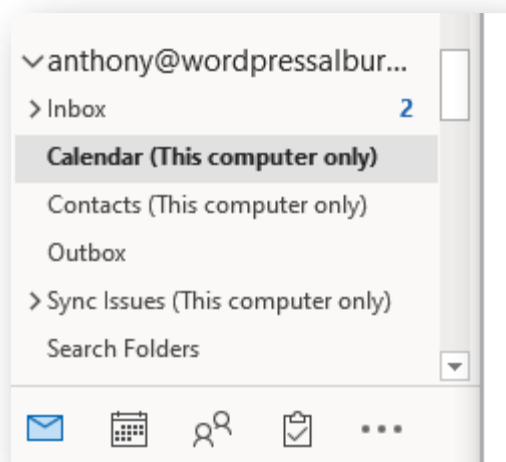 anthony@wordpressalbur...
Inbox 2
Calendar (This computer only)
Contacts (This computer only)
Outbox
Sync Issues (This computer only)
Search Folders